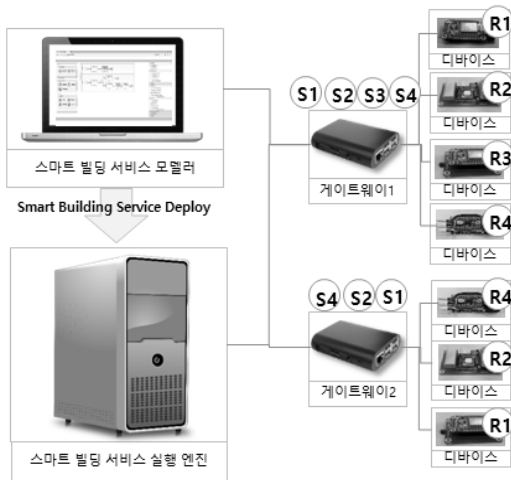 스마트 빌딩 서비스 모델러
Smart Building Service Deploy
스마트 빌딩 서비스 실행 엔진
S1 S2 S3 S4
게이트웨이1
R1
디바이스
R2
디바이스
R3
디바이스
R4
디바이스
S4 S2 S1
게이트웨이2
R4
디바이스
R2
디바이스
R1
디바이스